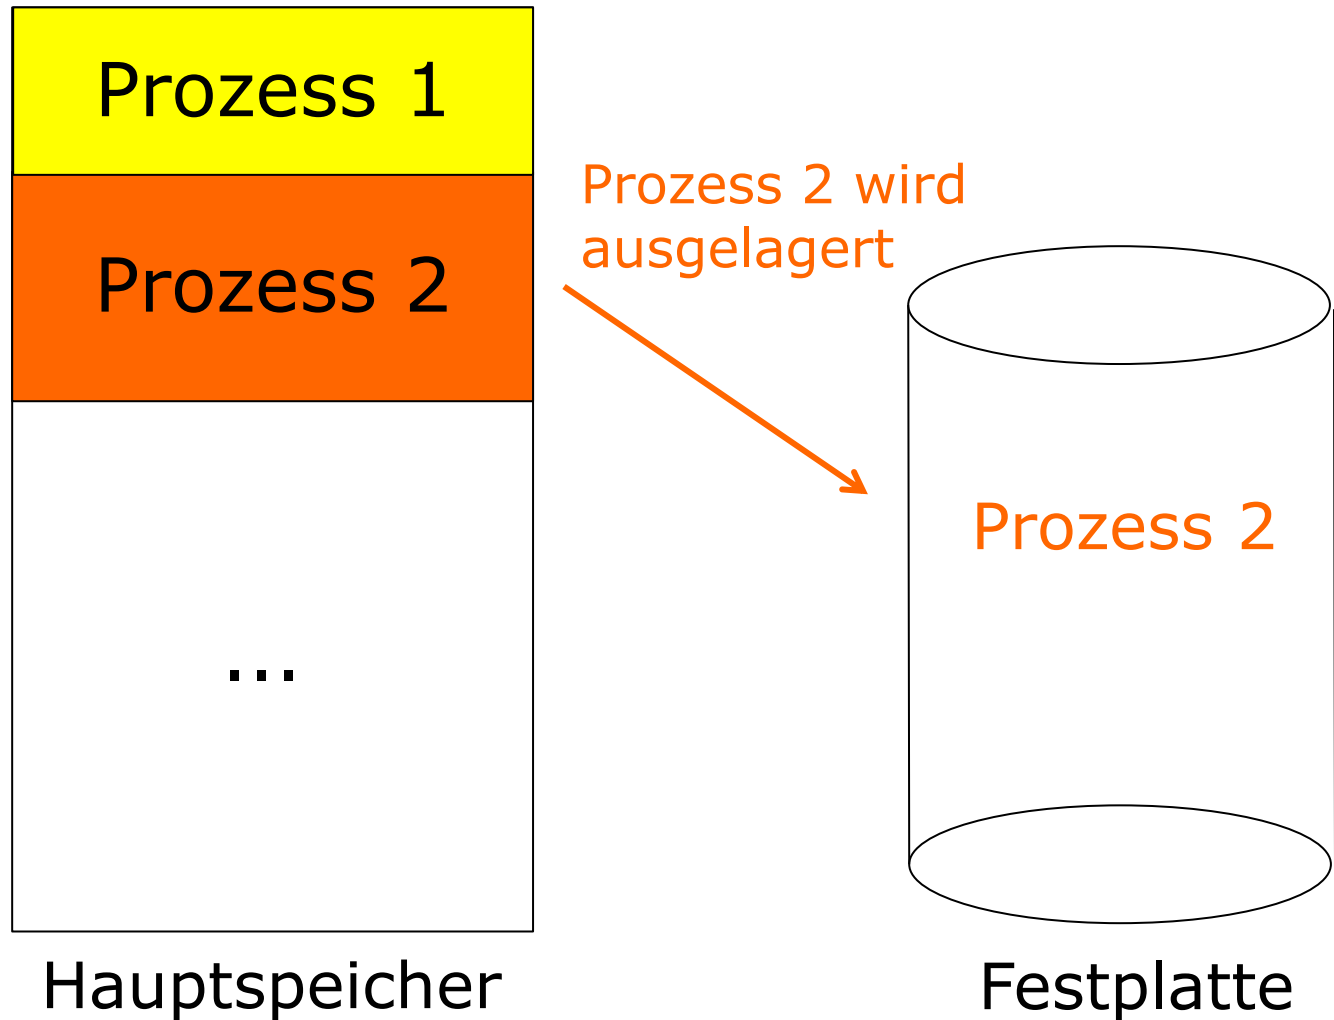 Prozess 1
Prozess 2 wird
ausgelagert
Prozess 2
Prozess 2
...
Hauptspeicher
Festplatte